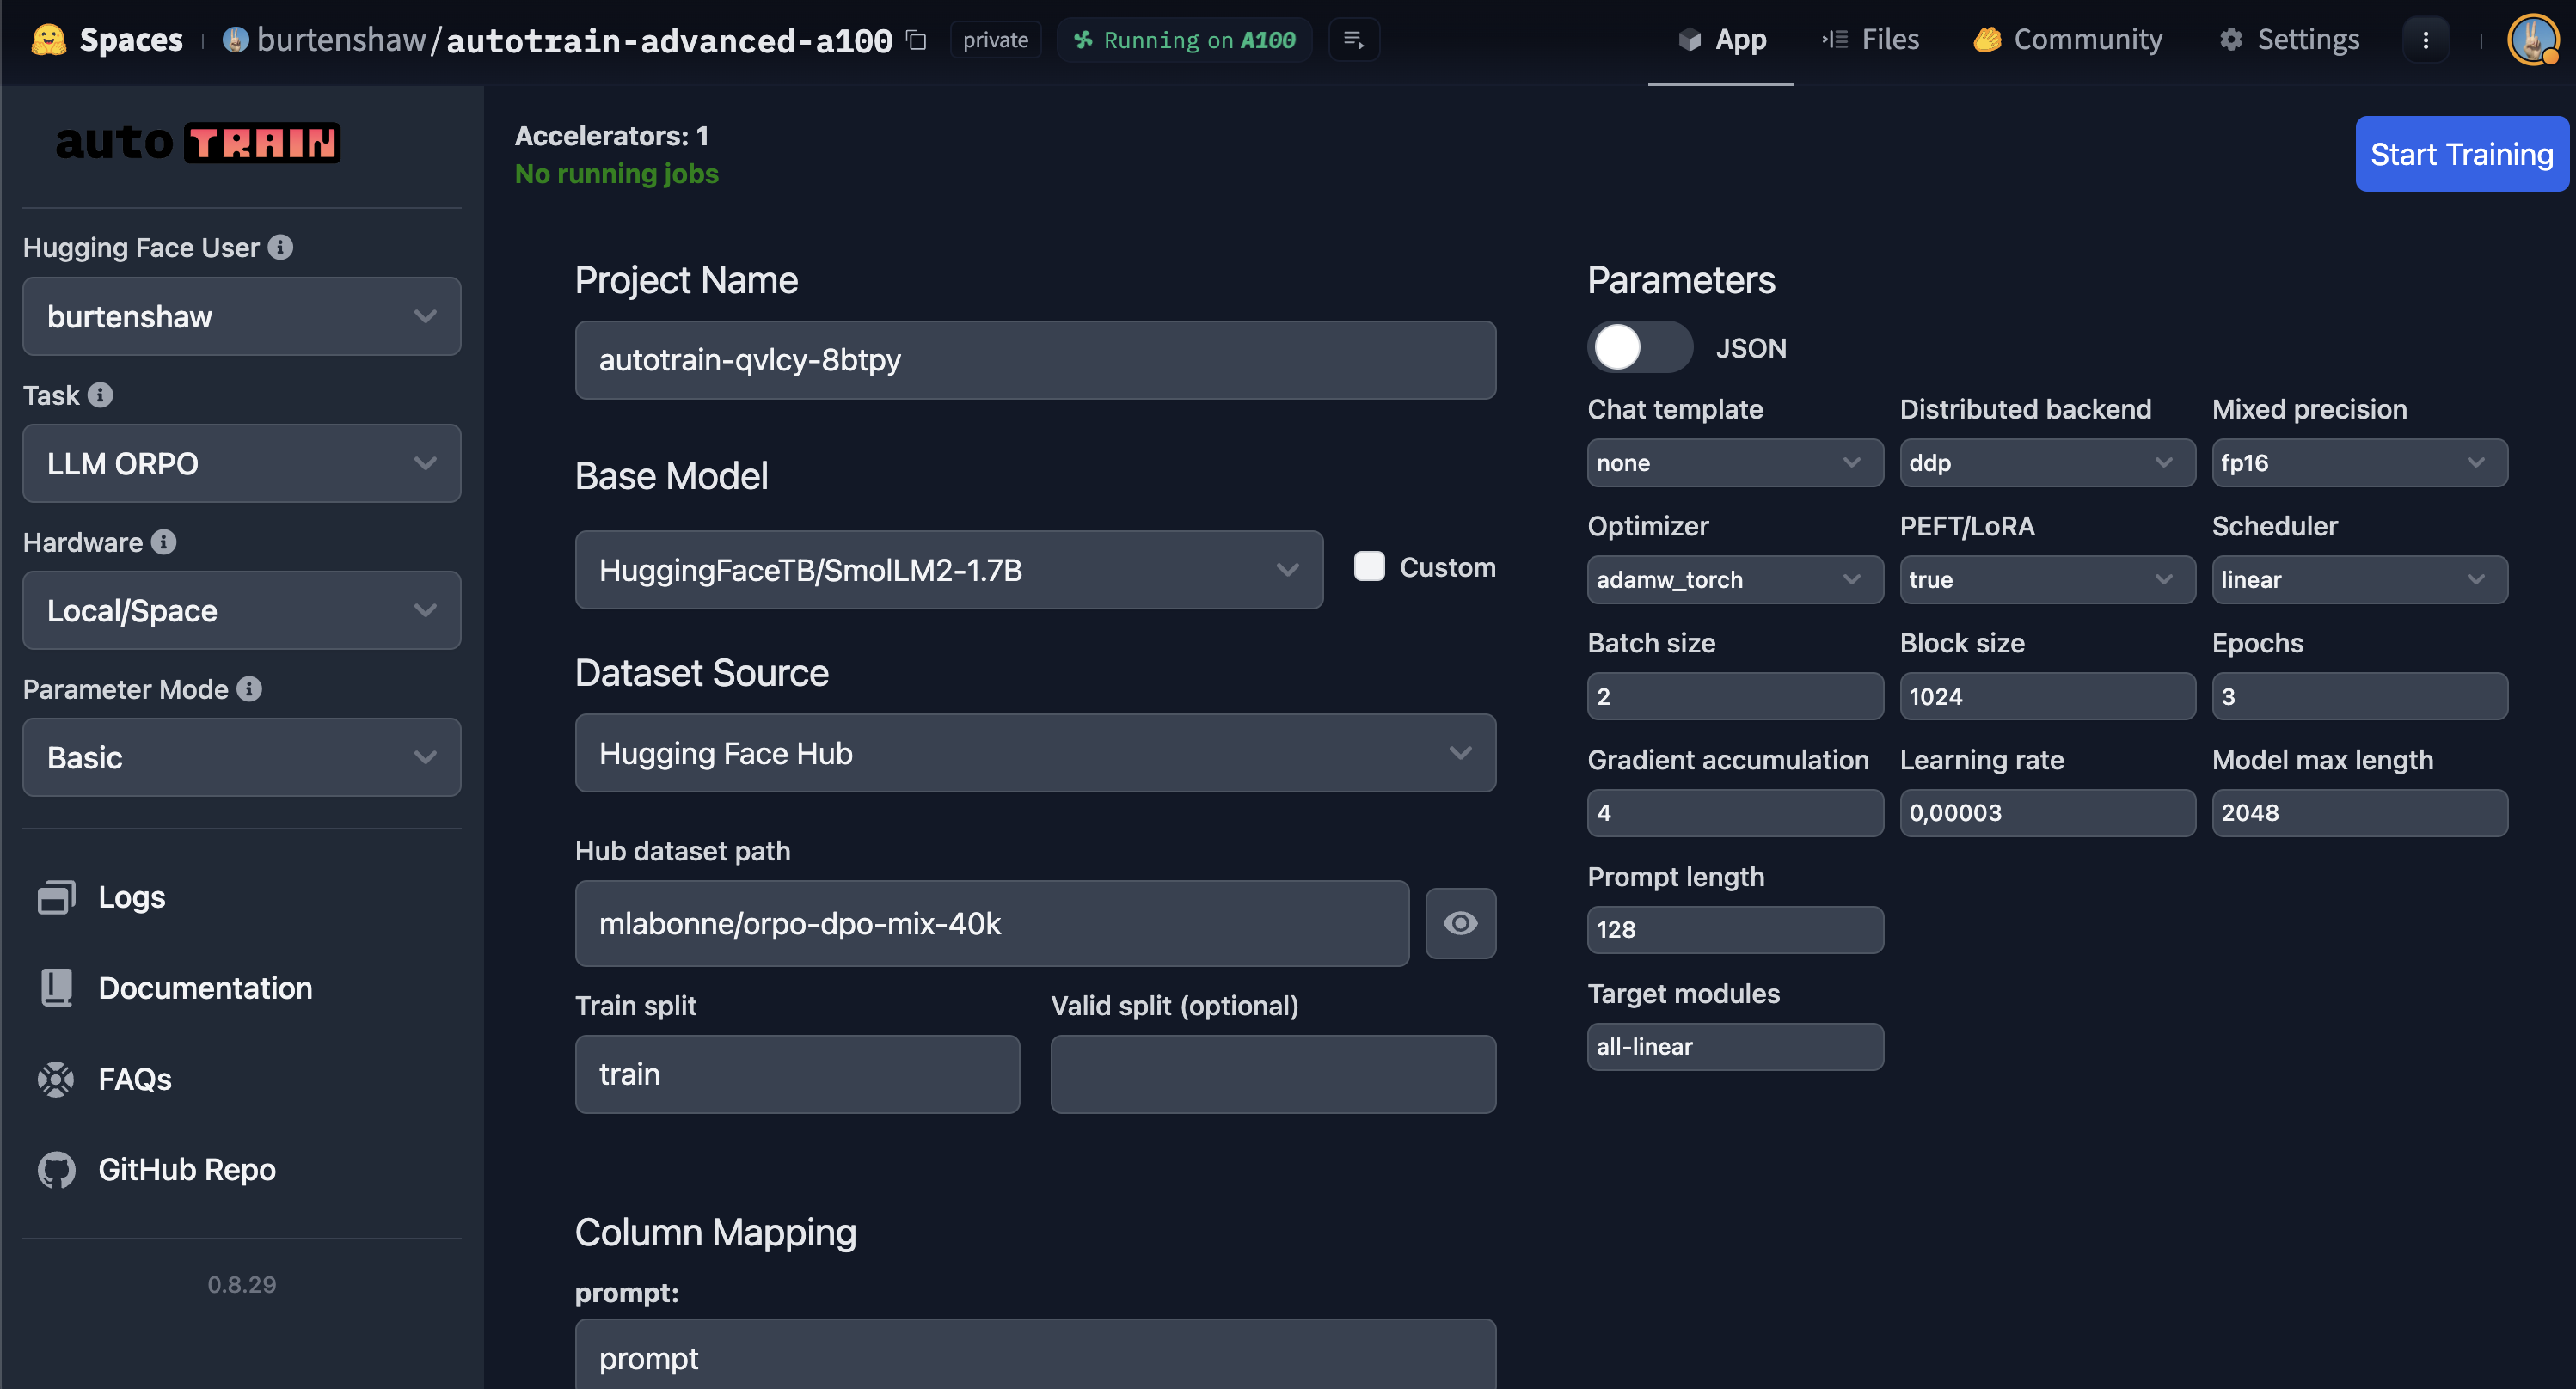 Spaces
burtenshaw/autotrain-advanced-a100
private
Running on A100
App
Files
Community
Settings
auto TRAIN
Hugging Face User
burtenshaw
Task
LLM ORPO
Hardware
Local/Space
Parameter Mode
Basic
Logs
Documentation
FAQs
GitHub Repo
0.8.29
Accelerators: 1
No running jobs
Start Training
Project Name
autotrain-qvlcy-8btpy
Base Model
HuggingFaceTB/SmolLM2-1.7B
Custom
Dataset Source
Hugging Face Hub
Hub dataset path
mlabonne/orpo-dpo-mix-40k
Train split
Valid split (optional)
train
Column Mapping
prompt:
prompt
Parameters
JSON
Chat template
Distributed backend
Mixed precision
none
ddp
fp16
Optimizer
PEFT/LoRA
Scheduler
adamw_torch
true
linear
Batch size
Block size
Epochs
2
1024
3
Gradient accumulation
Learning rate
Model max length
4
0,00003
2048
Prompt length
128
Target modules
all-linear